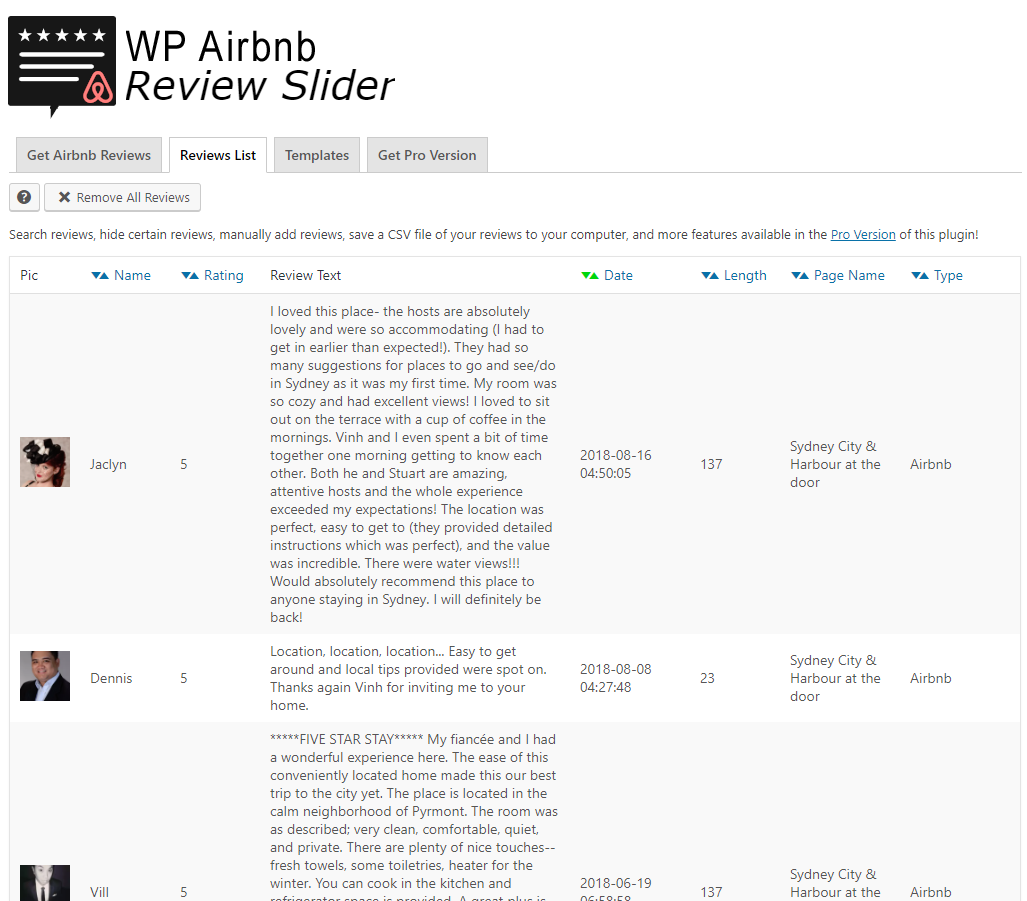 WP Airbnb
Review Slider
Get Airbnb Reviews
Reviews List
Templates
Get Pro Version
? Remove All Reviews
Search reviews, hide certain reviews, manually add reviews, save a CSV file of your reviews to your computer, and more features available in the Pro Version of this plugin!
Pic Name Rating Review Text Date Length Page Name Type
I loved this place- the hosts are absolutely
lovely and were so accommodating (I had to
get in earlier than expected!). They had so
many suggestions for places to go and see/do
in Sydney as it was my first time. My room was
so cozy and had excellent views! I loved to sit
out on the terrace with a cup of coffee in the
mornings. Vinh and I even spent a bit of time
together one morning getting to know each
other. Both he and Stuart are amazing,
attentive hosts and the whole experience
exceeded my expectations! The location was
perfect, easy to get to (they provided detailed
instructions which was perfect), and the value
was incredible. There were water views!!!
Would absolutely recommend this place to
anyone staying in Sydney. I will definitely be
back!
Jaclyn
5
2018-08-16
04:50:05
137
Sydney City &
Harbour at the
door
Airbnb
Location, location, location... Easy to get
around and local tips provided were spot on.
Thanks again Vinh for inviting me to your
home.
Dennis
5
2018-08-08
04:27:48
23
Sydney City &
Harbour at the
door
Airbnb
*****FIVE STAR STAY***** My fiancée and I had
a wonderful experience here. The ease of this
conveniently located home made this our best
trip to the city yet. The place is located in the
calm neighborhood of Pyrmont. The room was
as described; very clean, comfortable, quiet,
and private. There are plenty of nice touches--
fresh towels, some toiletries, heater for the
winter. You can cook in the kitchen and
refrigerator space is provided. A great plus is
Vill
5
2018-06-19
06:58:58
137
Sydney City &
Harbour at the
Airbnb